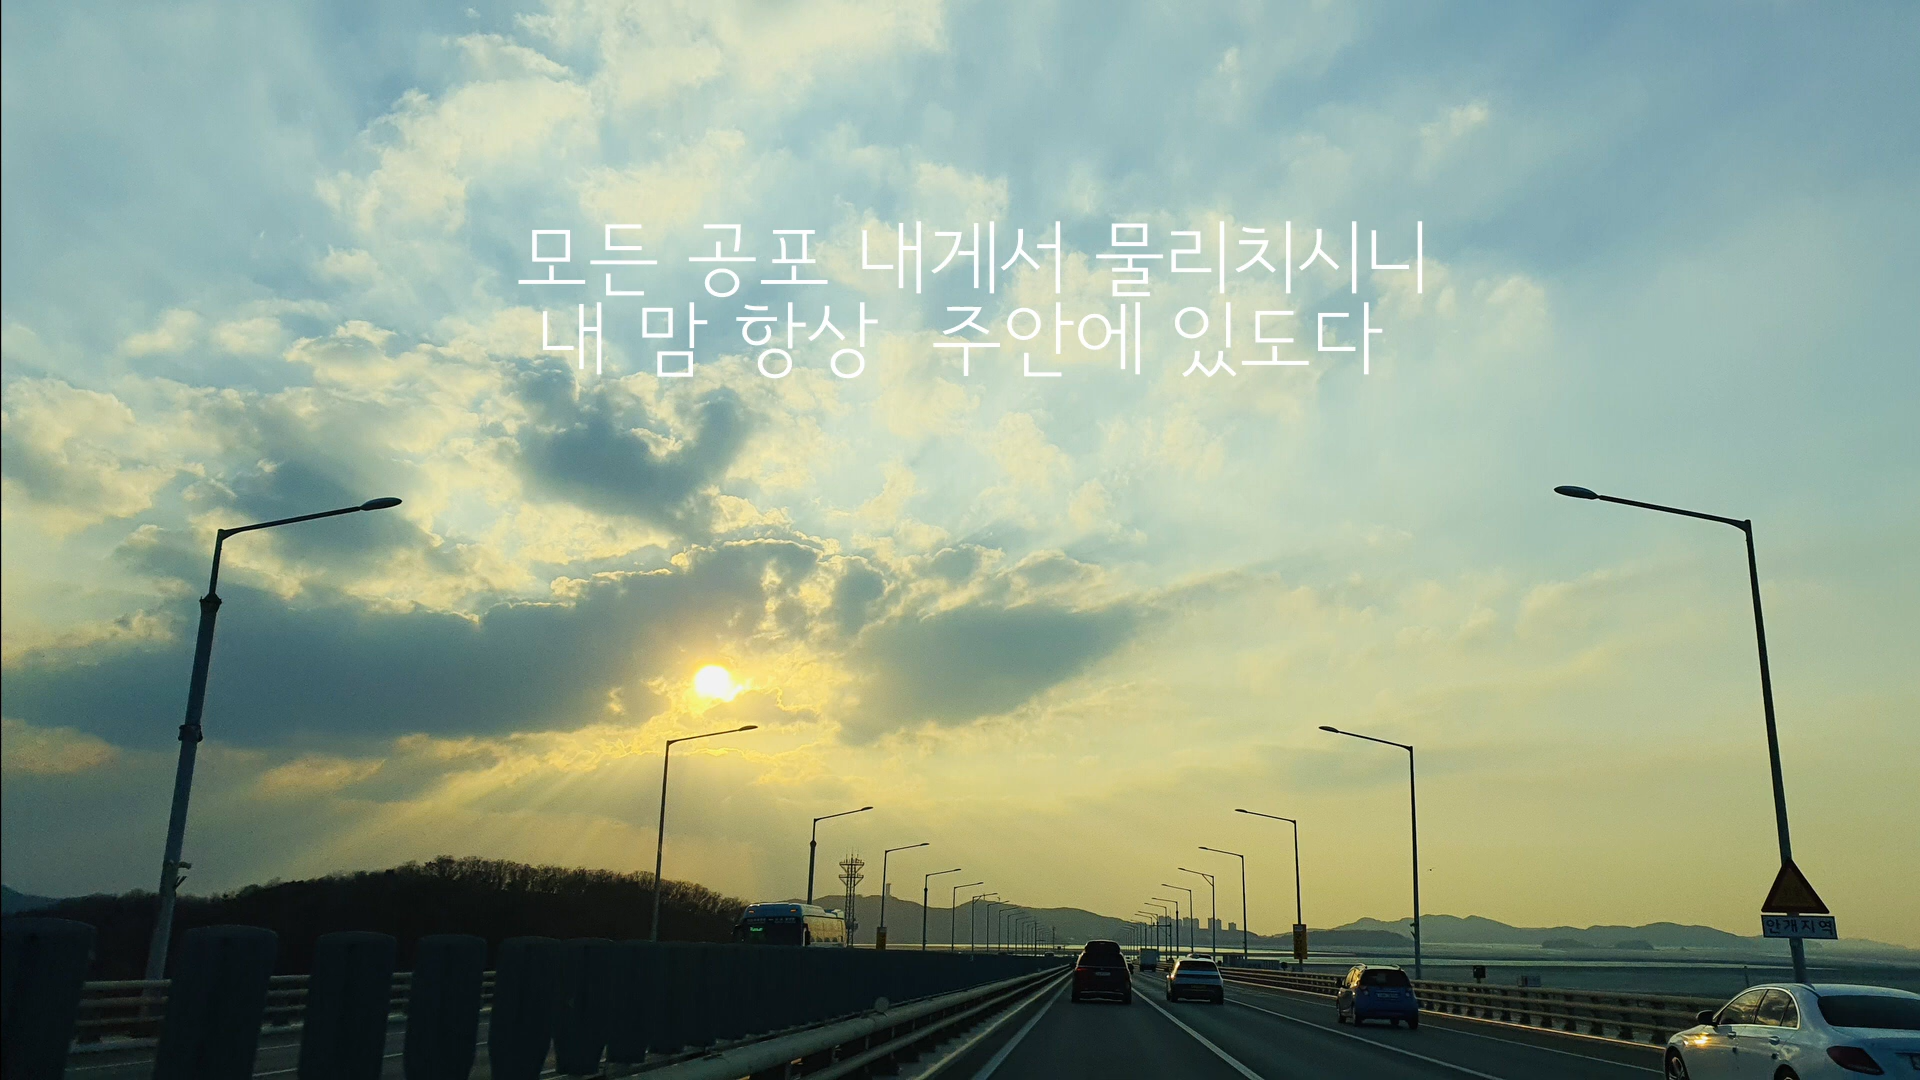 모든 공포 내게서 물리치시니
내 맘 항상 주안에 있도다
안개지역